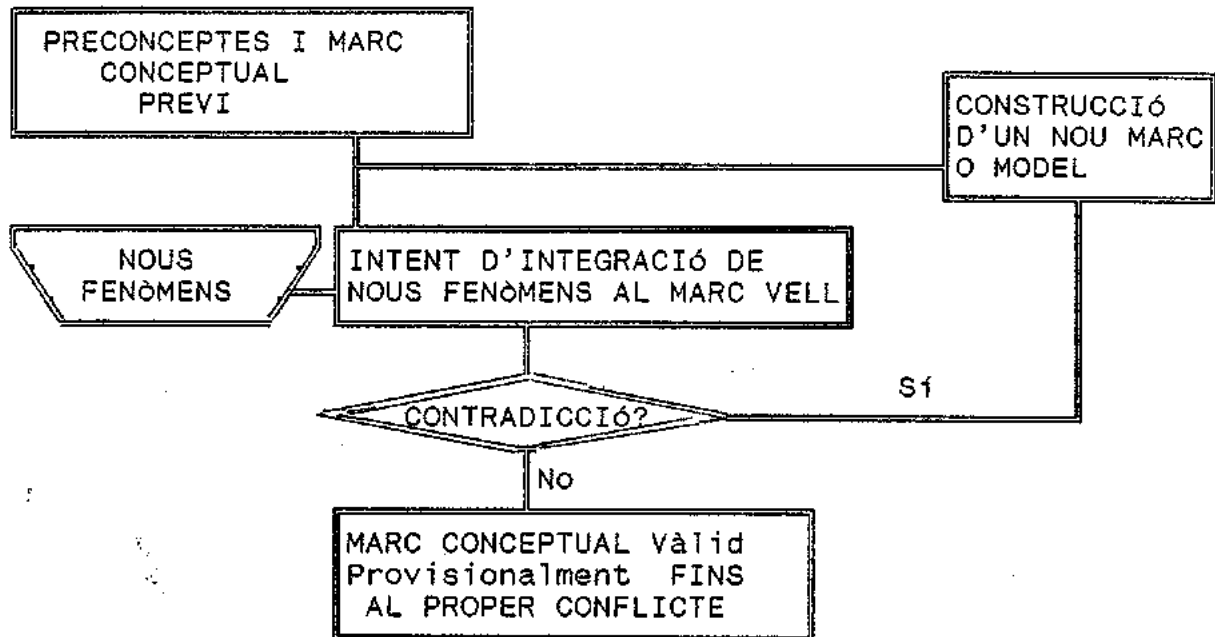 PRECONCEPTES I MARC
CONCEPTUAL
PREVI
CONSTRUCCIó
D'UN NOU MARC
O MODEL
NOUS
FENòMENS
INTENT D'INTEGRACIó DE
NOUS FENòMENS AL MARC VELL
CONTRADICCIó?
Sí
No
MARC CONCEPTUAL Vàlid
Provisionalment FINS
AL PROPER CONFLICTE